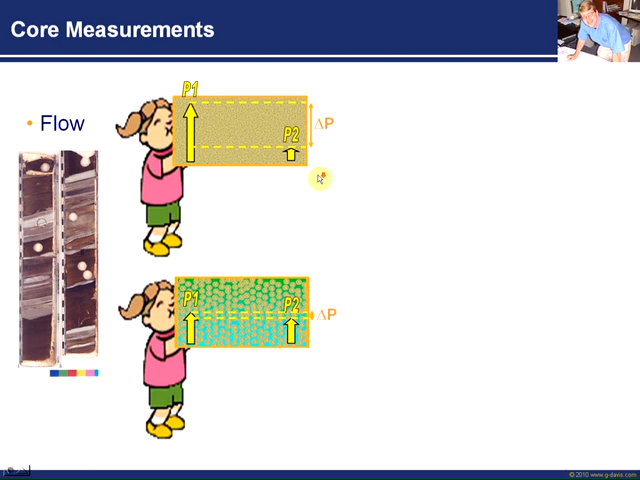 Core Measurements
• Flow
P1
P2
ΔP
P1
P2
ΔP
© 2010 www.g-davis.com